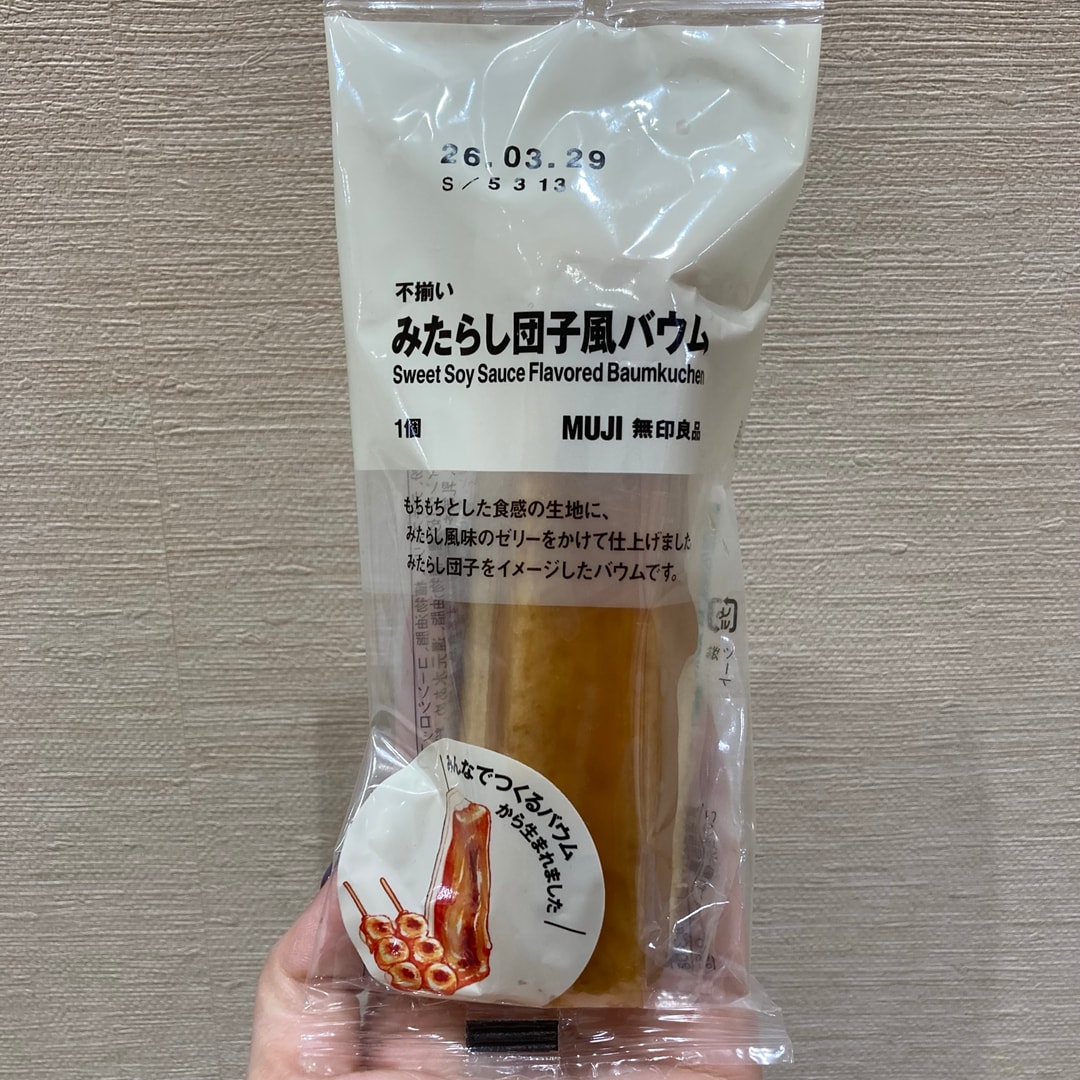 26.03.29
S/5313
不揃い
みたらし団子風バウム
Sweet Soy Sauce Flavored Baumkuchen
1個
MUJI 無印良品
もちもちとした食感の生地に、
みたらし風味のゼリーをかけて仕上げました
みたらし団子をイメージしたバウムです。
みんなでつくるバウム
から生まれました